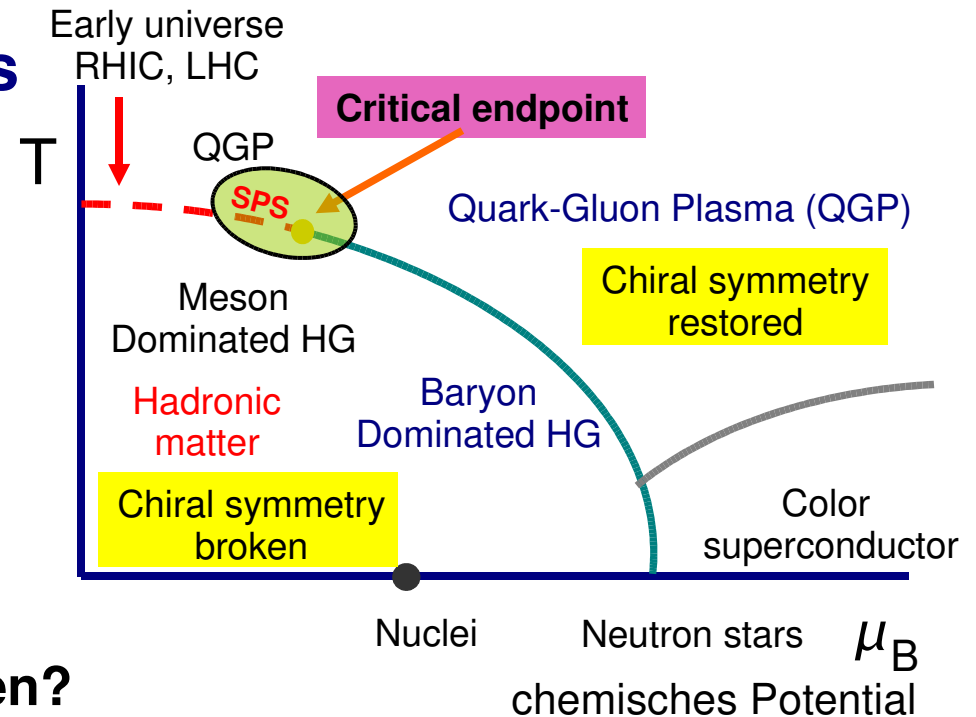 Early universe
RHIC, LHC
s
T
Critical endpoint
QGP
SPS
Quark-Gluon Plasma (QGP)
Chiral symmetry
restored
Meson
Dominated HG
Hadronic
matter
Baryon
Dominated HG
Chiral symmetry
broken
Color
superconductor
Nuclei
Neutron stars
μB
en?
chemisches Potential